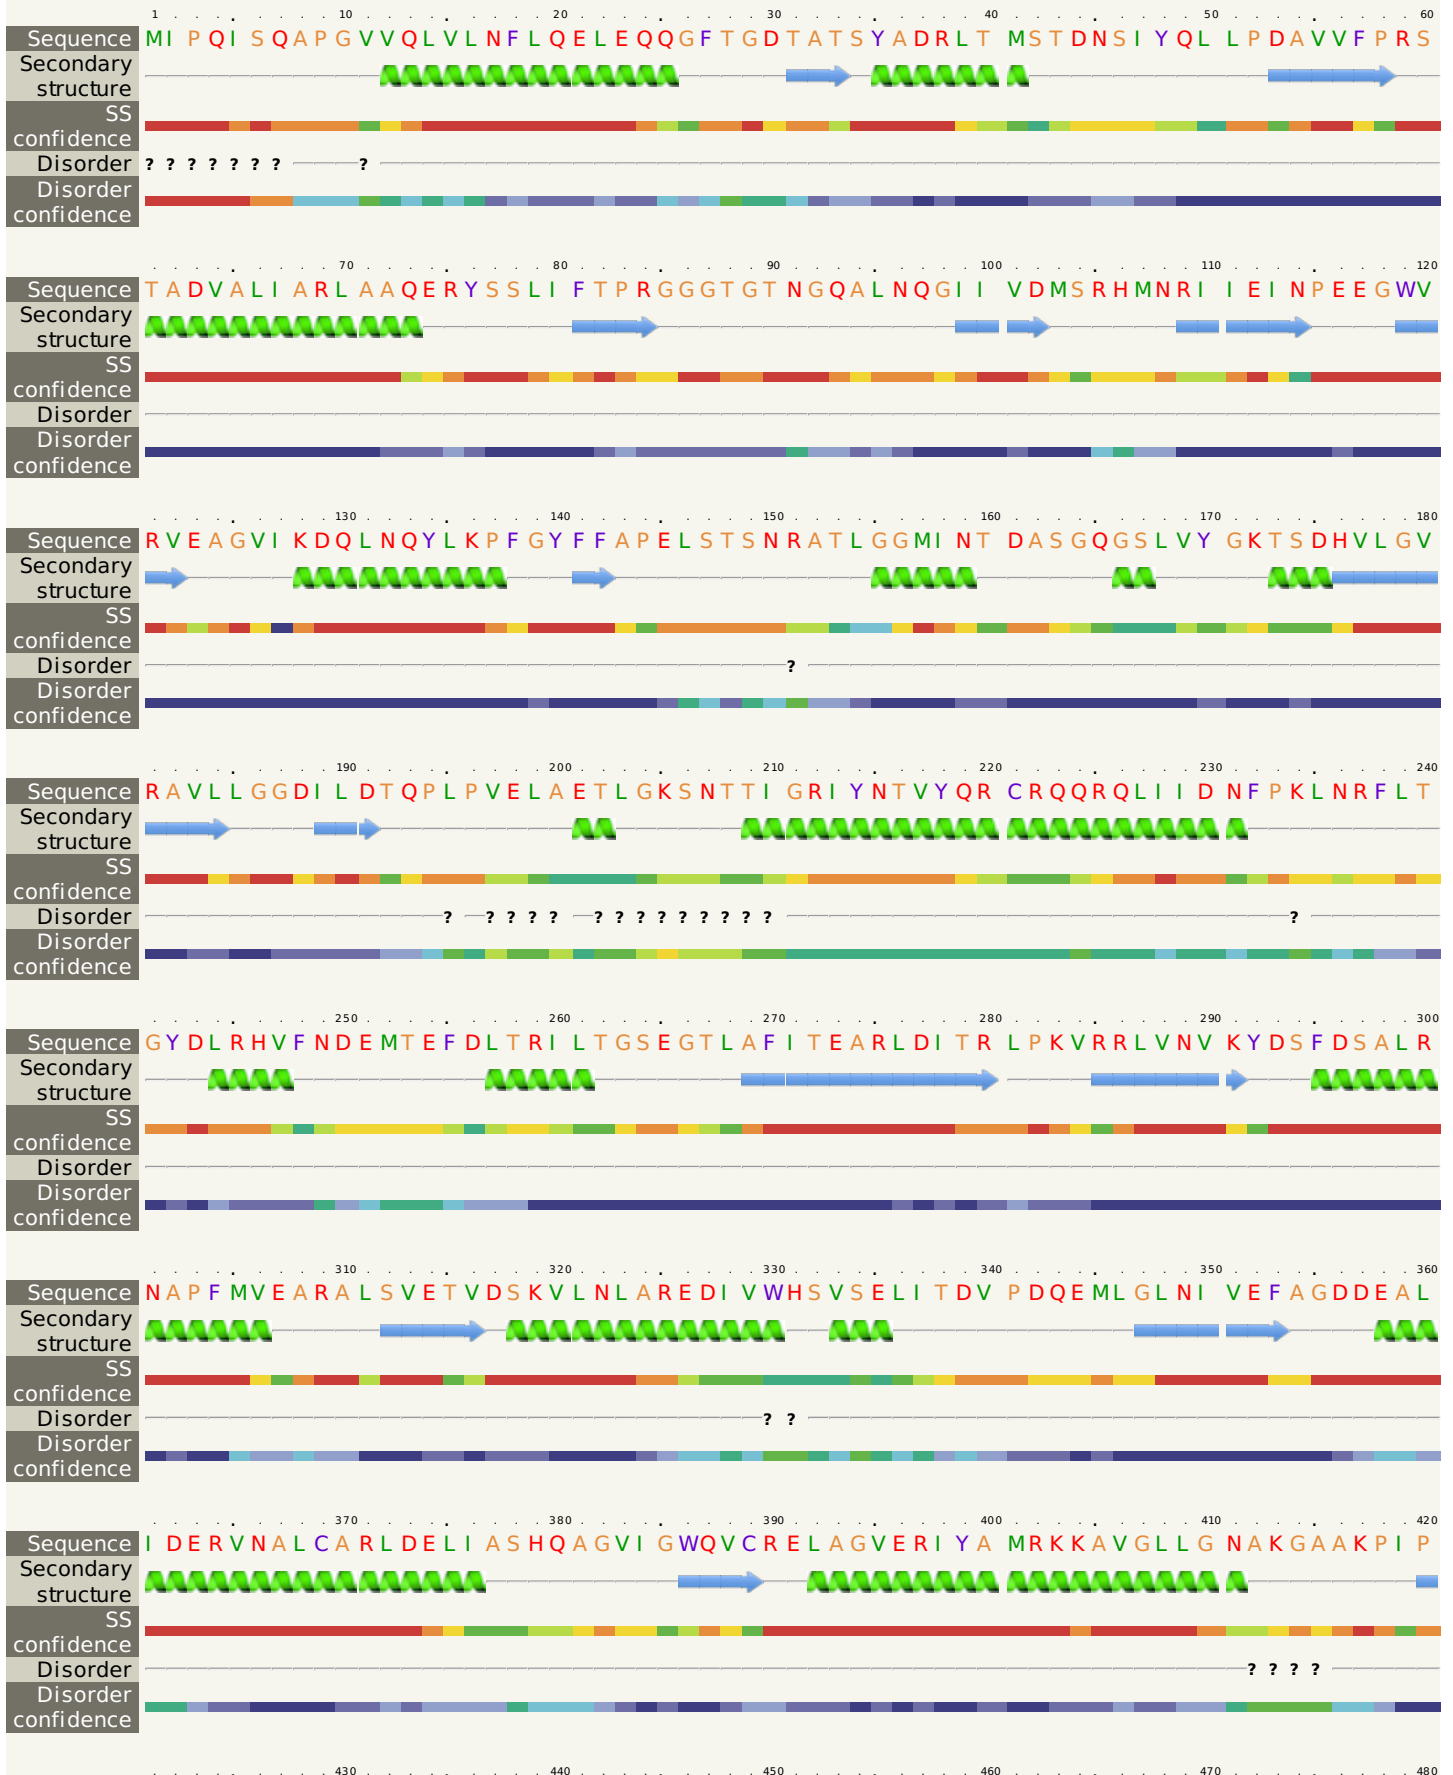 1 10 20 30 40 50 60
Sequence MIPQISQAPGVVQLVLNFLQELEQQGFTGDTATSYADRLTMSTDNSIYQLLPDAVVFPRS
Secondary
structure
SS
confidence
Disorder ? ? ? ? ? ? ? ?
Disorder
confidence
70 80 90 100 110 120
Sequence TADVALIARLAAQERYSSLIFTPRGGGTGTNGQALNQGIIVDMSRHMNRIIEINPEEGWV
Secondary
structure
SS
confidence
Disorder
Disorder
confidence
130 140 150 160 170 180
Sequence RVEAGVIKDQLNQYLKPFGYFFAPELSTSNRATLGGMINTDASGQGSLVYGKTSDHVLGV
Secondary
structure
SS
confidence
Disorder ?
Disorder
confidence
190 200 210 220 230 240
Sequence RAVLLGGDILDTQPLPVELAETLGKSNTTIGRIYNTVYQRCRQQRQLIIDNFPKLNRFLT
Secondary
structure
SS
confidence
Disorder ? ? ? ? ? ? ? ? ? ? ? ? ? ? ?
Disorder
confidence
250 260 270 280 290 300
Sequence GYDLRHVFNDEMTEFDLTRILTGSEGTLAFITEARLDITRLPKVRRLVNVKYDSFDSALR
Secondary
structure
SS
confidence
Disorder
Disorder
confidence
310 320 330 340 350 360
Sequence NAPFMVEARALSVETVDSKVLNLAREDIVWHSVSELITDVPDQEMLGLNIVEFAGDDEAL
Secondary
structure
SS
confidence
Disorder ? ?
Disorder
confidence
370 380 390 400 410 420
Sequence IDERVNALCARLDELIASHQAGVIGWQVCRELAGVERIYAMRKKAVGLLGNAKGAAKPIP
Secondary
structure
SS
confidence
Disorder ? ? ? ?
Disorder
confidence
430 440 450 460 470 480